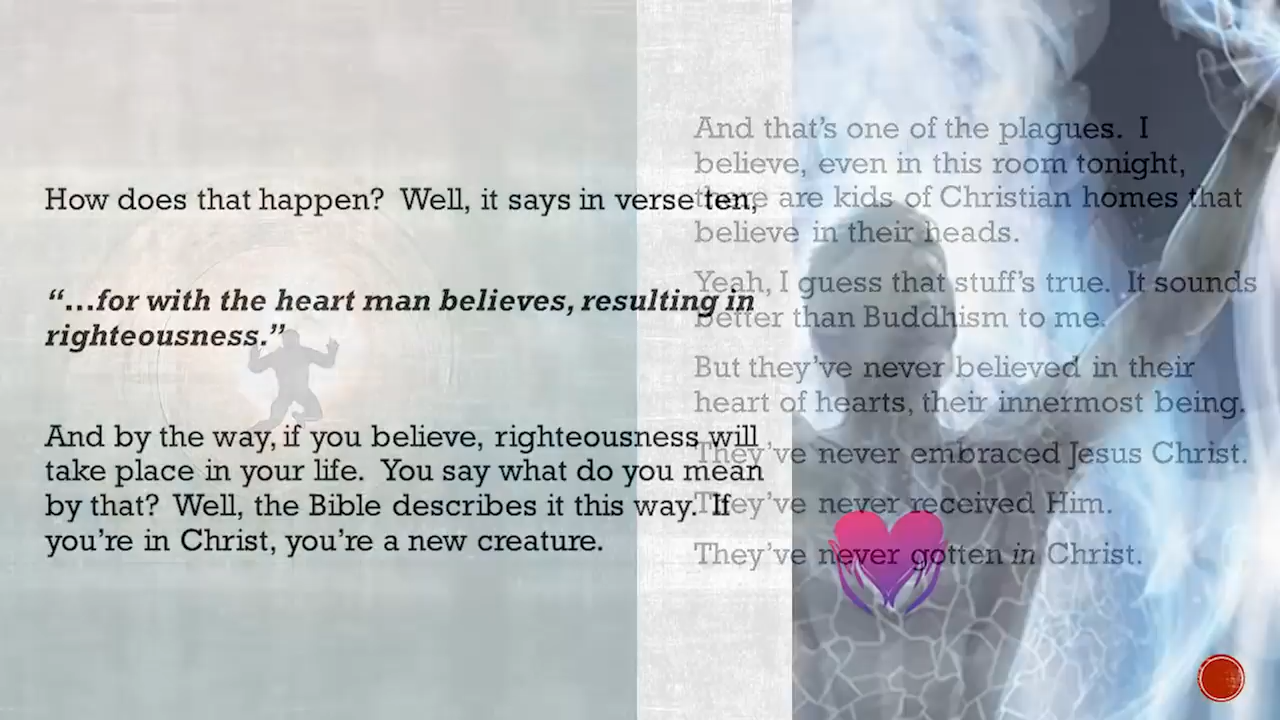 How does that happen?  Well, it says in verse ten,
“…for with the heart man believes, resulting in
righteousness.”
And by the way, if you believe, righteousness will
take place in your life.  You say what do you mean
by that?  Well, the Bible describes it this way.  If
you’re in Christ, you’re a new creature.
And that’s one of the plagues.  I
believe, even in this room tonight,
there are kids of Christian homes that
believe in their heads.
Yeah, I guess that stuff’s true.  It sounds
better than Buddhism to me.
But they’ve never believed in their
heart of hearts, their innermost being.
They’ve never embraced Jesus Christ.
They’ve never received Him.
They’ve never gotten in Christ.